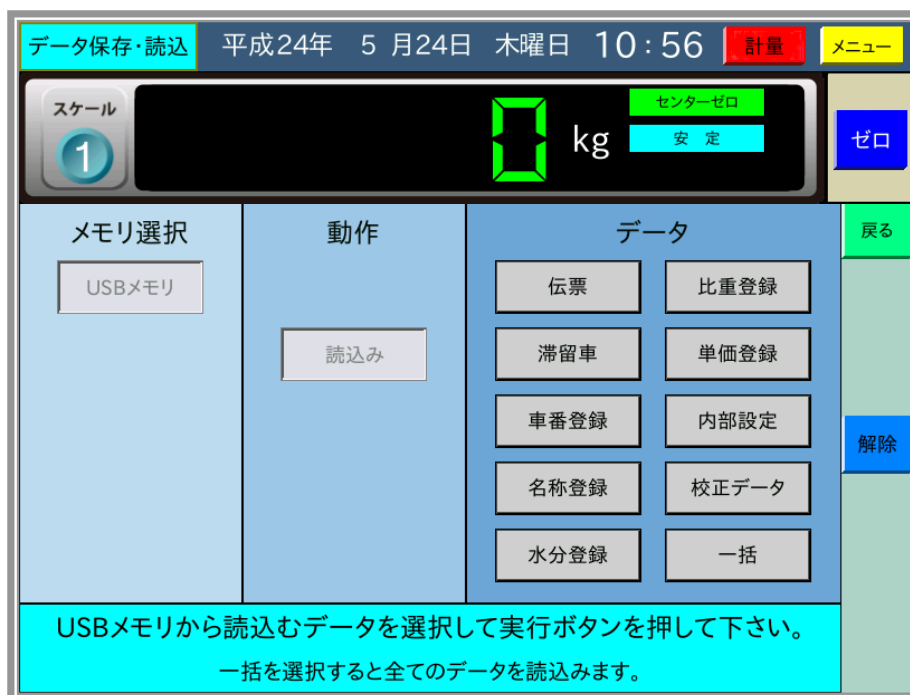 データ保存・読込 平成24年 5月24日 木曜日 10:56 計量 メニュー
スケール
1
0 kg
センターゼロ
安 定
ゼロ
メモリ選択 動作 データ 戻る
USBメモリ 伝票 比重登録
読込み 滞留車 単価登録
車番登録 内部設定
解除
名称登録 校正データ
水分登録 一括
USBメモリから読込むデータを選択して実行ボタンを押して下さい。
一括を選択すると全てのデータを読込みます。